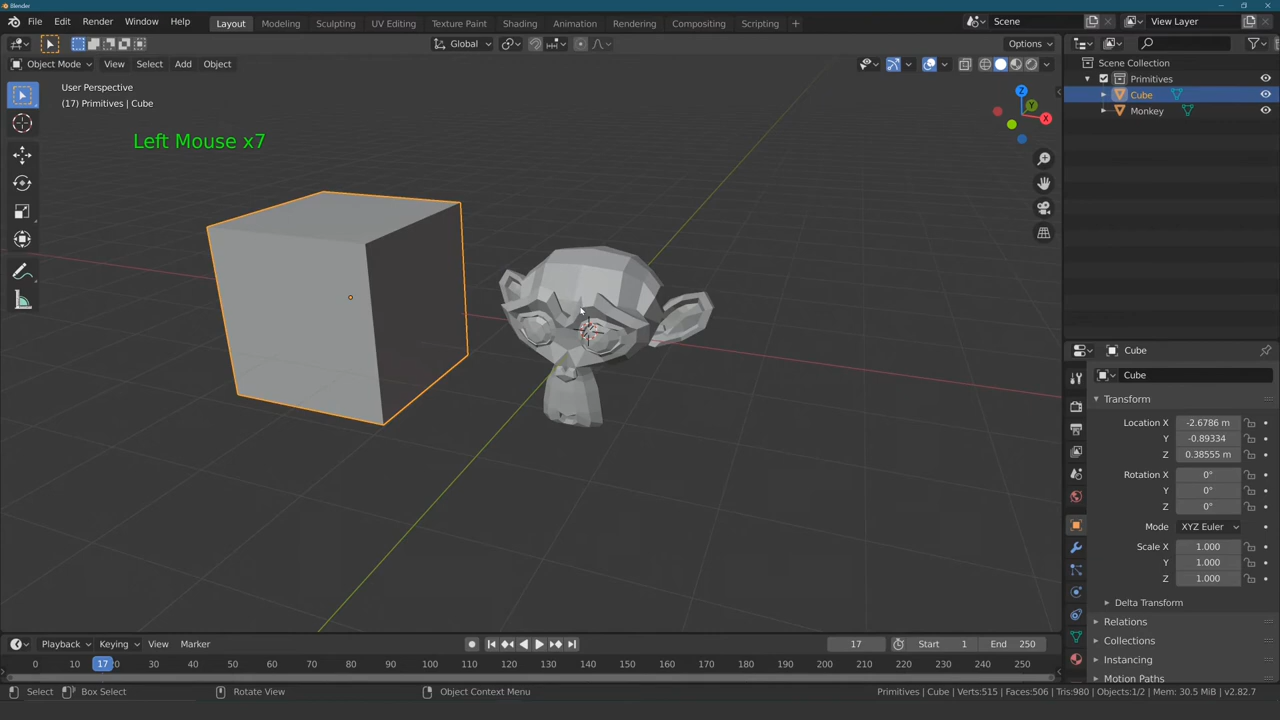 Blender
File Edit Render Window Help Layout Modeling Sculpting UV Editing Texture Paint Shading Animation Rendering Compositing Scripting + Scene View Layer
Global Options
Object Mode View Select Add Object
Scene Collection
Primitives
Cube
Monkey
User Perspective
(17) Primitives | Cube
Z
Y
X
Left Mouse x7
Cube
Cube
Transform
Location X -2.6786 m
Y -0.89334
Z 0.38555 m
Rotation X 0°
Y 0°
Z 0°
Mode XYZ Euler
Scale X 1.000
Y 1.000
Z 1.000
Delta Transform
Relations
Collections
Instancing
Motion Paths
Playback Keying View Marker 17 Start 1 End 250
0 10 17 20 30 40 50 60 70 80 90 100 110 120 130 140 150 160 170 180 190 200 210 220 230 240 250
Select Box Select Rotate View Object Context Menu Primitives | Cube | Verts:515 | Faces:506 | Tris:980 | Objects:1/2 | Mem: 30.5 MiB | v2.82.7